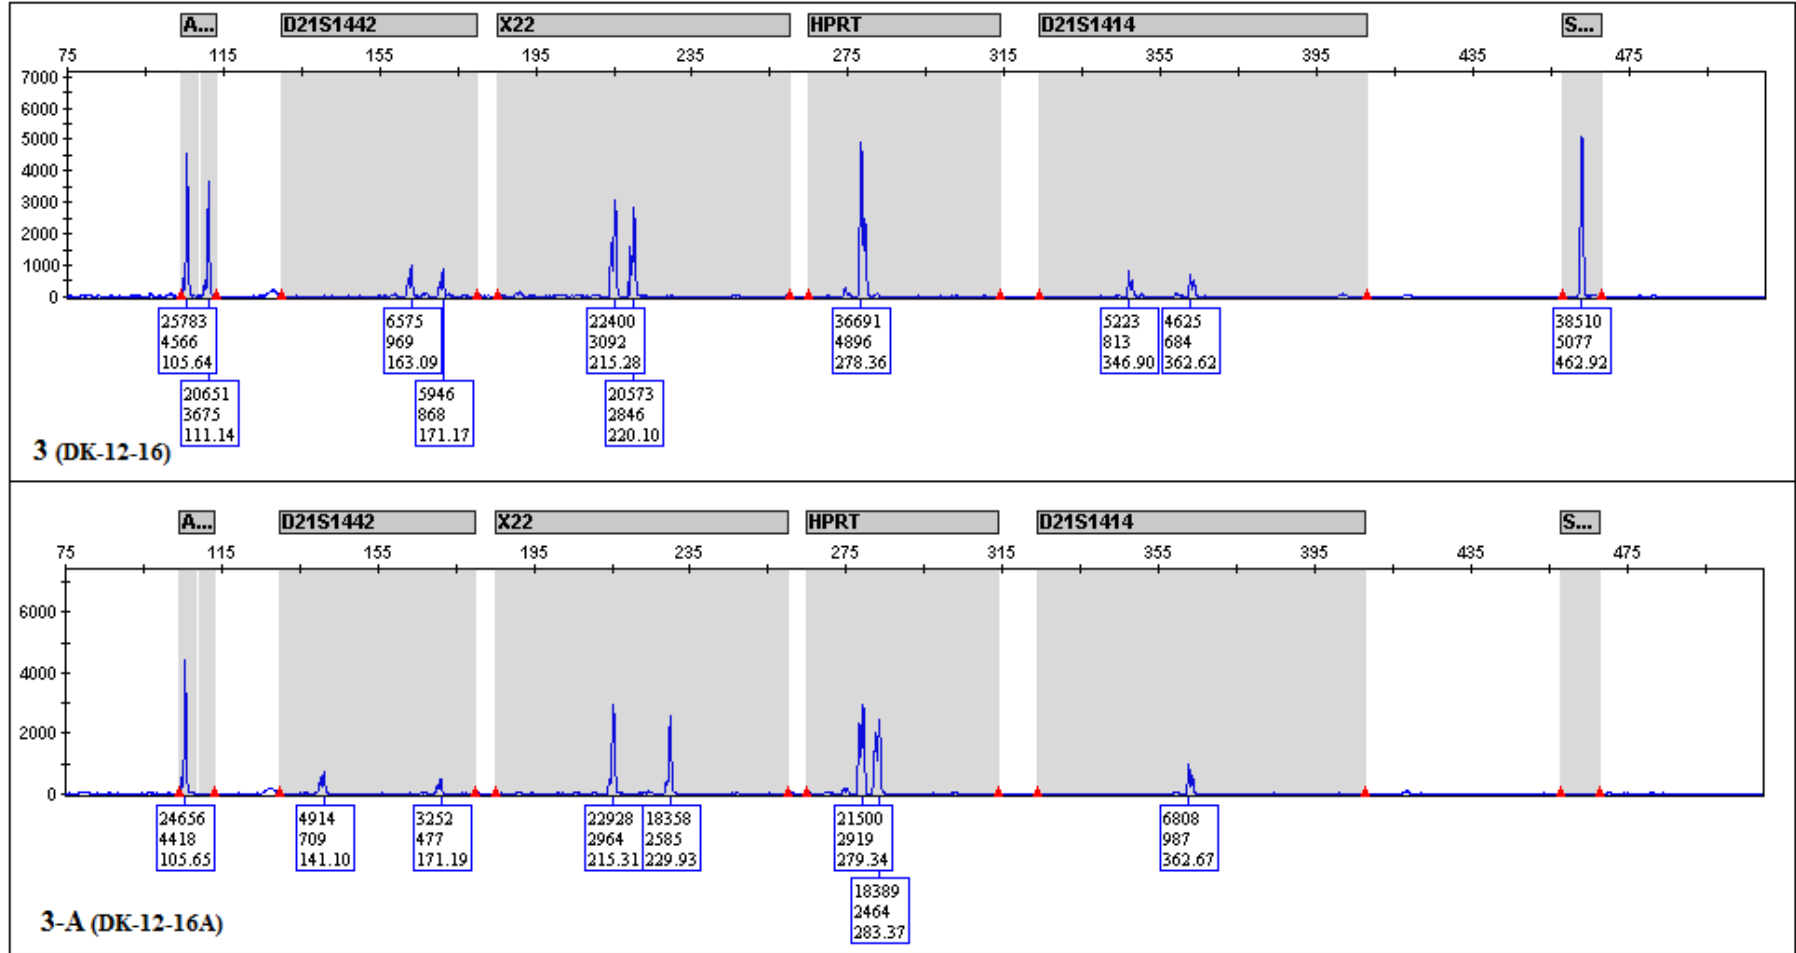 A... D21S1442 X22 HPRT D21S1414 S...
75 115 155 195 235 275 315 355 395 435 475
7000
6000
5000
4000
3000
2000
1000
0
25783 6575 22400 36691 5223 4625 38510
4566 969 3092 4896 813 684 5077
105.64 163.09 215.28 278.36 346.90 362.62 462.92
20651 5946 20573
3675 868 2846
111.14 171.17 220.10
3 (DK-12-16)
A... D21S1442 X22 HPRT D21S1414 S...
75 115 155 195 235 275 315 355 395 435 475
6000
4000
2000
0
24656 4914 3252 22928 18358 21500 6808
4418 709 477 2964 2585 2919 987
105.65 141.10 171.19 215.31 229.93 279.34 362.67
18389
2464
283.37
3-A (DK-12-16A)